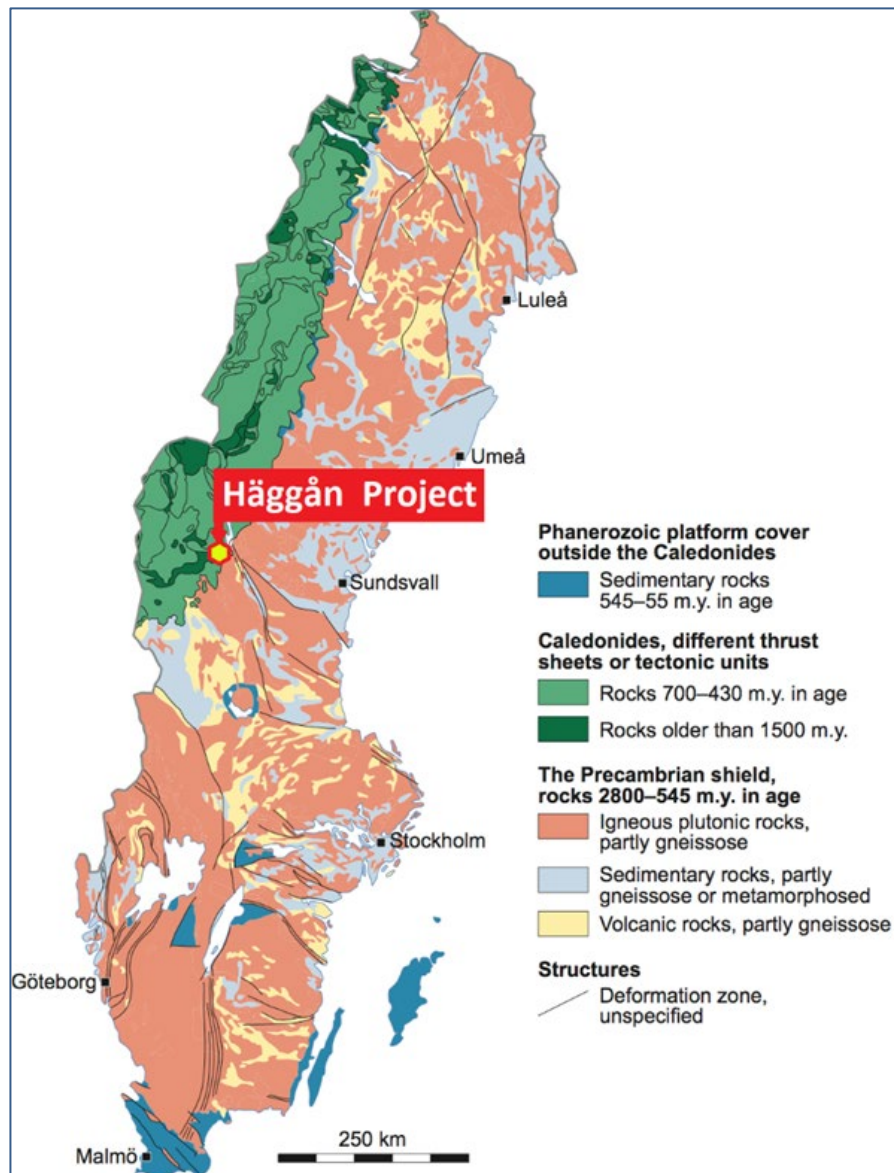 Luleå
Umeå
Häggån Project
Sundsvall
Stockholm
Göteborg
Malmö
250 km
Phanerozoic platform cover
outside the Caledonides
Sedimentary rocks
545–55 m.y. in age
Caledonides, different thrust
sheets or tectonic units
Rocks 700–430 m.y. in age
Rocks older than 1500 m.y.
The Precambrian shield,
rocks 2800–545 m.y. in age
Igneous plutonic rocks,
partly gneissose
Sedimentary rocks, partly
gneissose or metamorphosed
Volcanic rocks, partly gneissose
Structures
Deformation zone,
unspecified